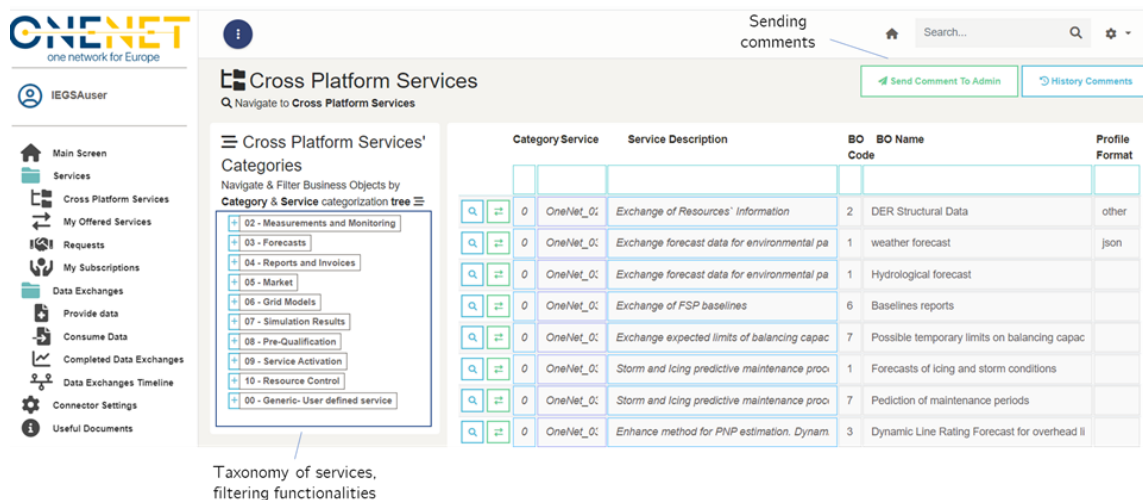 Sending
comments
ONENET
one network for Europe
Search...
IEGSAuser
Cross Platform Services
Navigate to Cross Platform Services
Send Comment To Admin
History Comments
Main Screen
Services
Cross Platform Services
My Offered Services
Requests
My Subscriptions
Data Exchanges
Provide data
Consume Data
Completed Data Exchanges
Data Exchanges Timeline
Connector Settings
Useful Documents
Cross Platform Services'
Categories
Navigate & Filter Business Objects by
Category & Service categorization tree
02 - Measurements and Monitoring
03 - Forecasts
04 - Reports and Invoices
05 - Market
06 - Grid Models
07 - Simulation Results
08 - Pre-Qualification
09 - Service Activation
10 - Resource Control
00 - Generic- User defined service
Category Service Service Description BO Code BO Name Profile Format
0 OneNet_02 Exchange of Resources` Information 2 DER Structural Data other
0 OneNet_03 Exchange forecast data for environmental pa 1 weather forecast json
0 OneNet_03 Exchange forecast data for environmental pa 1 Hydrological forecast
0 OneNet_03 Exchange of FSP baselines 6 Baselines reports
0 OneNet_03 Exchange expected limits of balancing capac 7 Possible temporary limits on balancing capac
0 OneNet_03 Storm and Icing predictive maintenance proc 1 Forecasts of icing and storm conditions
0 OneNet_03 Storm and Icing predictive maintenance proc 7 Pediction of maintenance periods
0 OneNet_03 Enhance method for PNP estimation. Dynam. 3 Dynamic Line Rating Forecast for overhead li
Taxonomy of services,
filtering functionalities